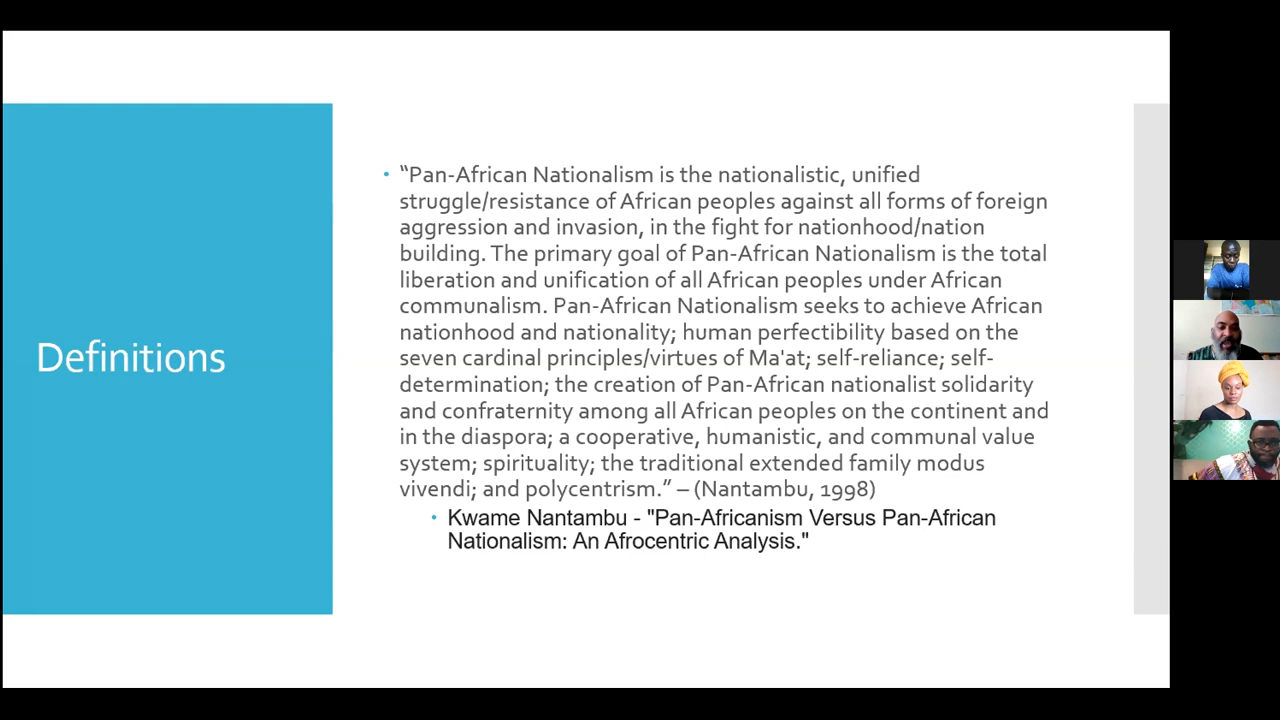 Definitions
• “Pan-African Nationalism is the nationalistic, unified
struggle/resistance of African peoples against all forms of foreign
aggression and invasion, in the fight for nationhood/nation
building. The primary goal of Pan-African Nationalism is the total
liberation and unification of all African peoples under African
communalism. Pan-African Nationalism seeks to achieve African
nationhood and nationality; human perfectibility based on the
seven cardinal principles/virtues of Ma'at; self-reliance; self-
determination; the creation of Pan-African nationalist solidarity
and confraternity among all African peoples on the continent and
in the diaspora; a cooperative, humanistic, and communal value
system; spirituality; the traditional extended family modus
vivendi; and polycentrism.” – (Nantambu, 1998)
• Kwame Nantambu - "Pan-Africanism Versus Pan-African
Nationalism: An Afrocentric Analysis."